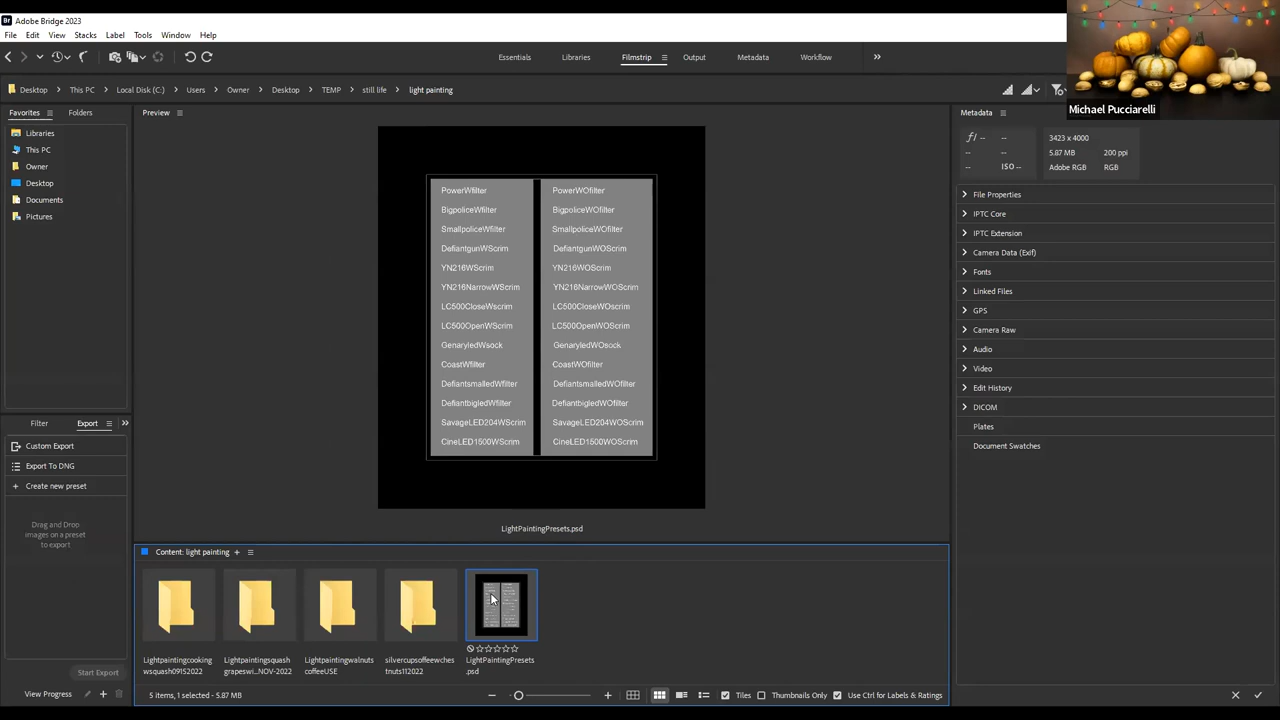 Br Adobe Bridge 2023
File Edit View Stacks Label Tools Window Help
Essentials Libraries Filmstrip Output Metadata Workflow
Desktop This PC Local Disk (C:) Users Owner Desktop TEMP still life light painting
Michael Pucciarelli
Favorites Folders
Libraries
This PC
Owner
Desktop
Documents
Pictures
Filter Export
Custom Export
Export To DNG
Create new preset
Drag and Drop
images on a preset
to export
Start Export
View Progress
Preview
PowerWfilter PowerWOfilter
BigpoliceWfilter BigpoliceWOfilter
SmallpoliceWfilter SmallpoliceWOfilter
DefiantgunWScrim DefiantgunWOScrim
YN216WScrim YN216WOScrim
YN216NarrowWScrim YN216NarrowWOScrim
LC500CloseWscrim LC500CloseWOscrim
LC500OpenWScrim LC500OpenWOScrim
GenaryledWsock GenaryledWOsock
CoastWfilter CoastWOfilter
DefiantsmalledWfilter DefiantsmalledWOfilter
DefiantbigledWfilter DefiantbigledWOfilter
SavageLED204WScrim SavageLED204WOScrim
CineLED1500WScrim CineLED1500WOScrim
LightPaintingPresets.psd
Content: light painting
Lightpaintingcooking
wsquash09152022
Lightpaintingsquash
grapeswi...NOV-2022
Lightpaintingwalnuts
coffeeUSE
silvercupsoffeewches
tnuts112022
LightPaintingPresets
.psd
5 items, 1 selected - 5.87 MB
Tiles Thumbnails Only Use Ctrl for Labels & Ratings
Metadata
f/ -- --
-- --
-- ISO --
3423 x 4000
5.87 MB 200 ppi
Adobe RGB RGB
File Properties
IPTC Core
IPTC Extension
Camera Data (Exif)
Fonts
Linked Files
GPS
Camera Raw
Audio
Video
Edit History
DICOM
Plates
Document Swatches